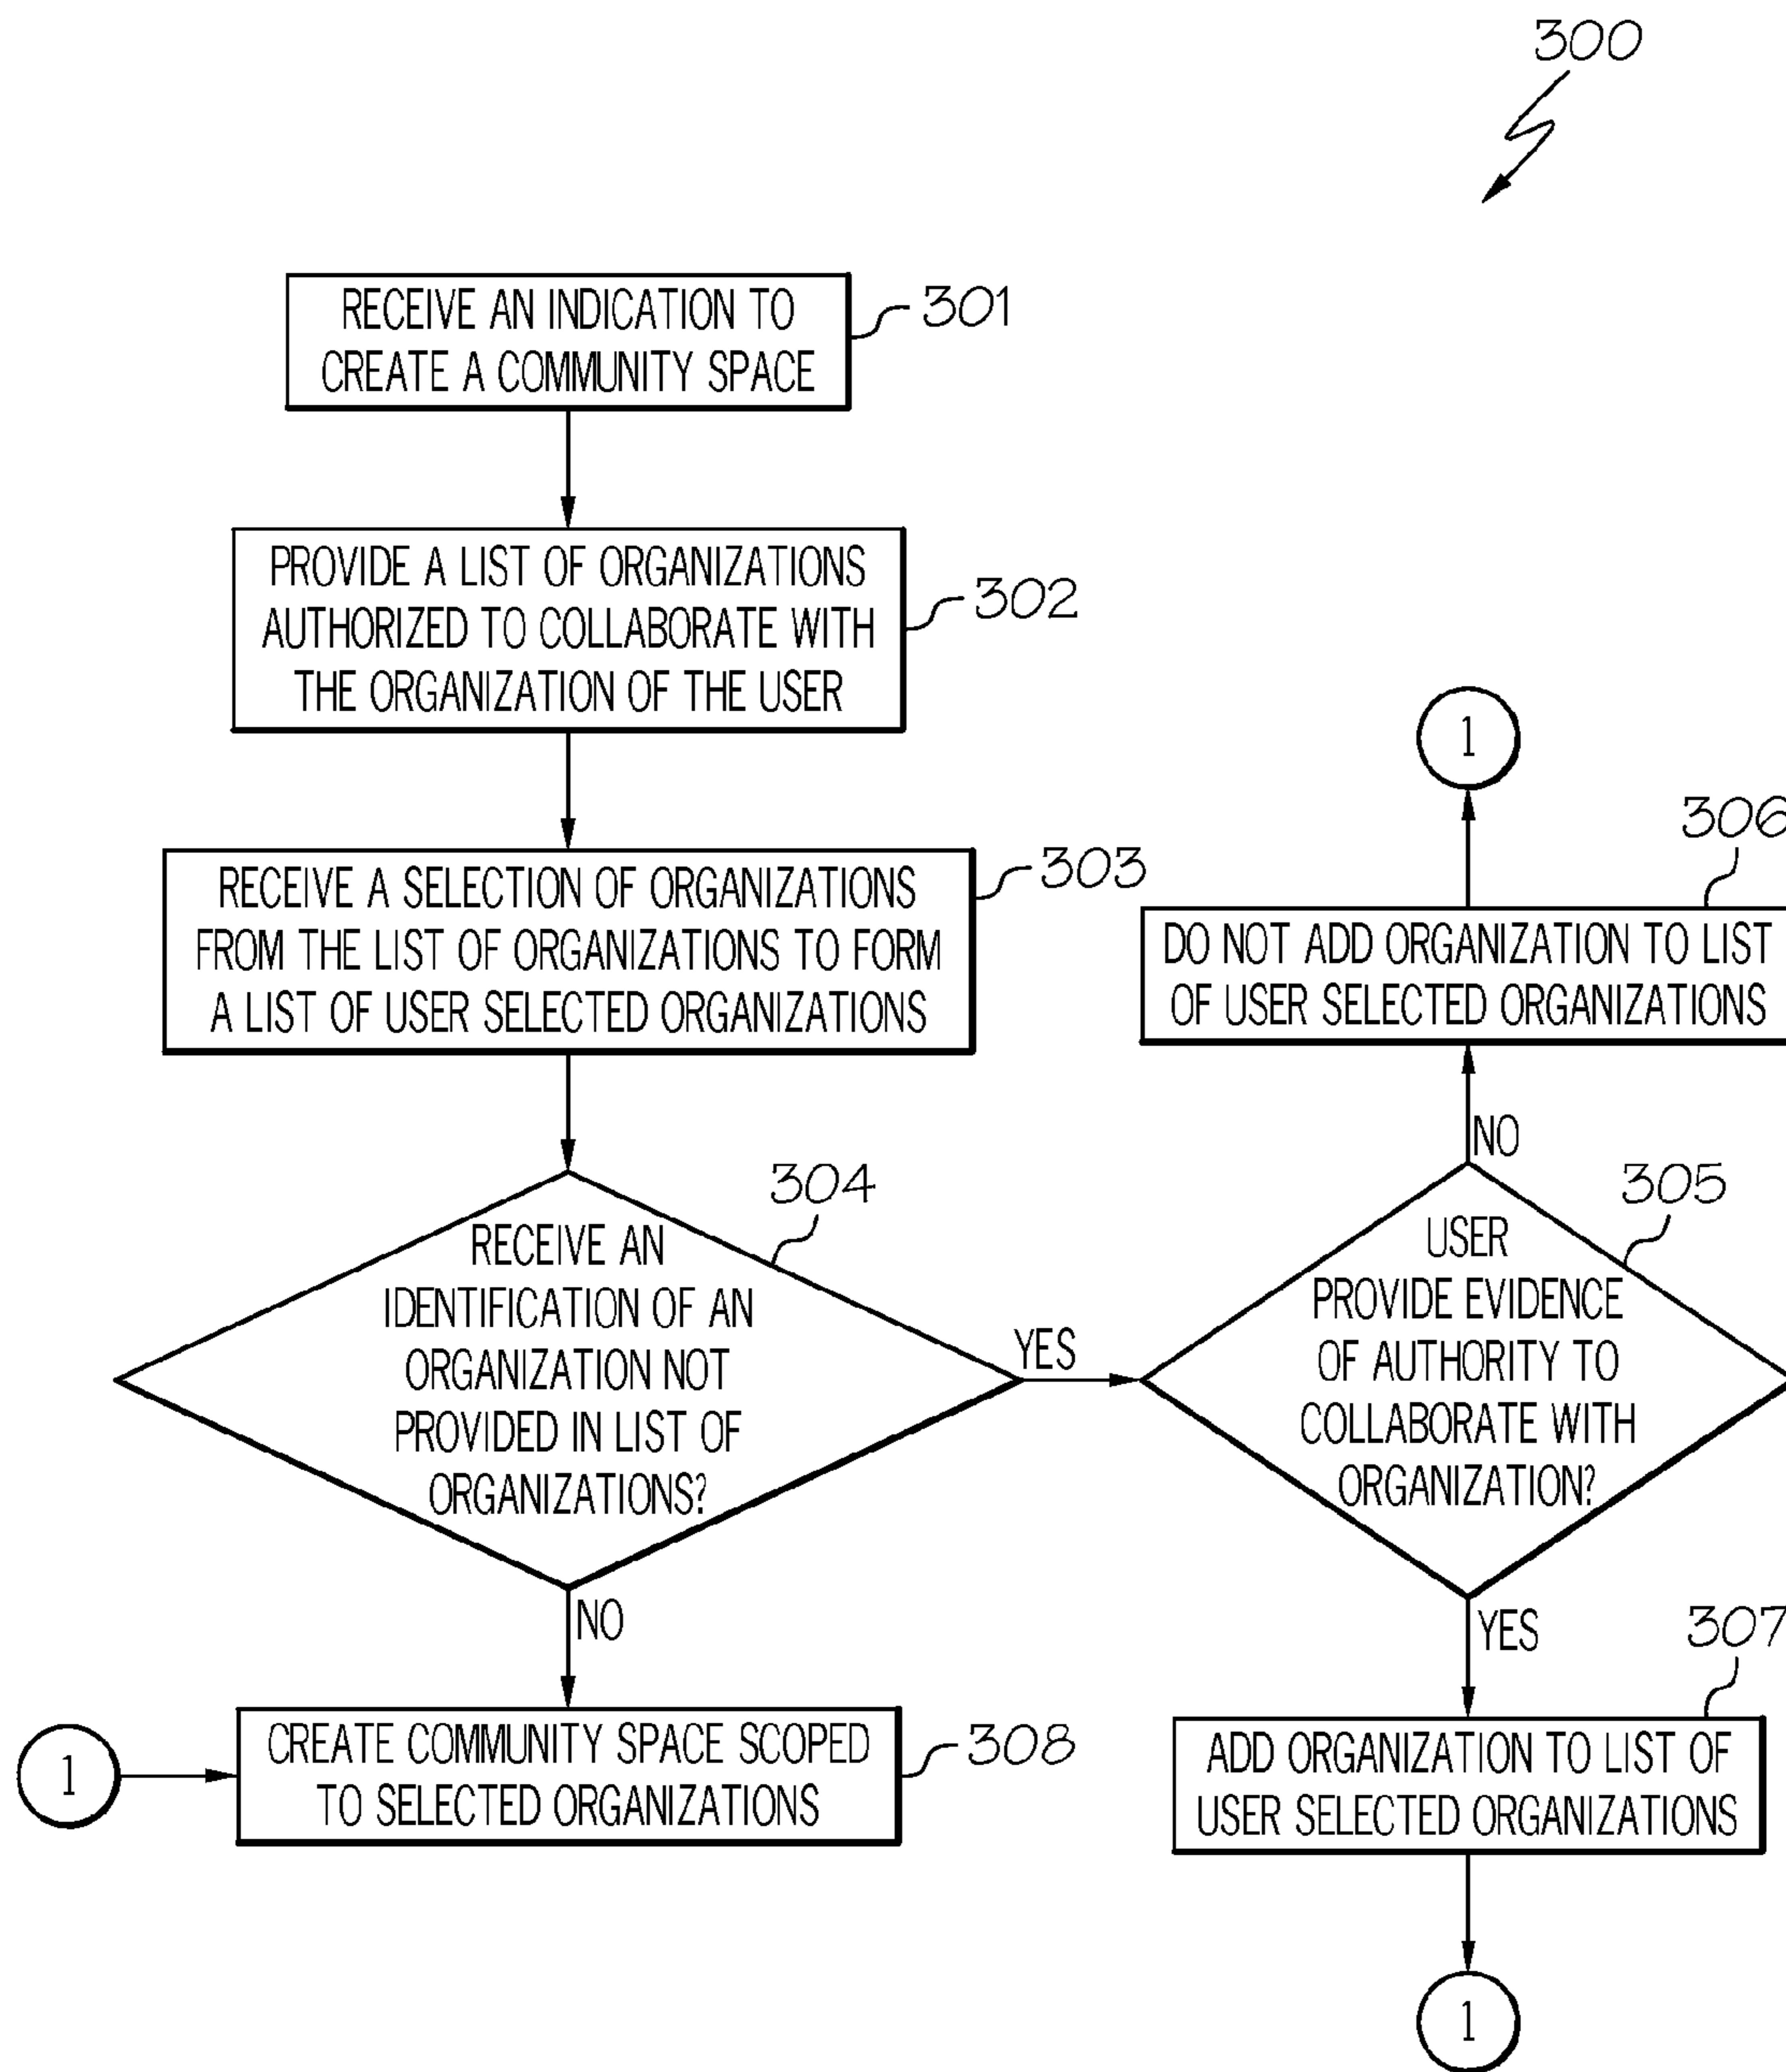 300
RECEIVE AN INDICATION TO
CREATE A COMMUNITY SPACE
301
PROVIDE A LIST OF ORGANIZATIONS
AUTHORIZED TO COLLABORATE WITH
THE ORGANIZATION OF THE USER
302
RECEIVE A SELECTION OF ORGANIZATIONS
FROM THE LIST OF ORGANIZATIONS TO FORM
A LIST OF USER SELECTED ORGANIZATIONS
303
RECEIVE AN
IDENTIFICATION OF AN
ORGANIZATION NOT
PROVIDED IN LIST OF
ORGANIZATIONS?
304
YES
NO
USER
PROVIDE EVIDENCE
OF AUTHORITY TO
COLLABORATE WITH
ORGANIZATION?
305
NO
DO NOT ADD ORGANIZATION TO LIST
OF USER SELECTED ORGANIZATIONS
306
1
YES
ADD ORGANIZATION TO LIST OF
USER SELECTED ORGANIZATIONS
307
1
1
CREATE COMMUNITY SPACE SCOPED
TO SELECTED ORGANIZATIONS
308